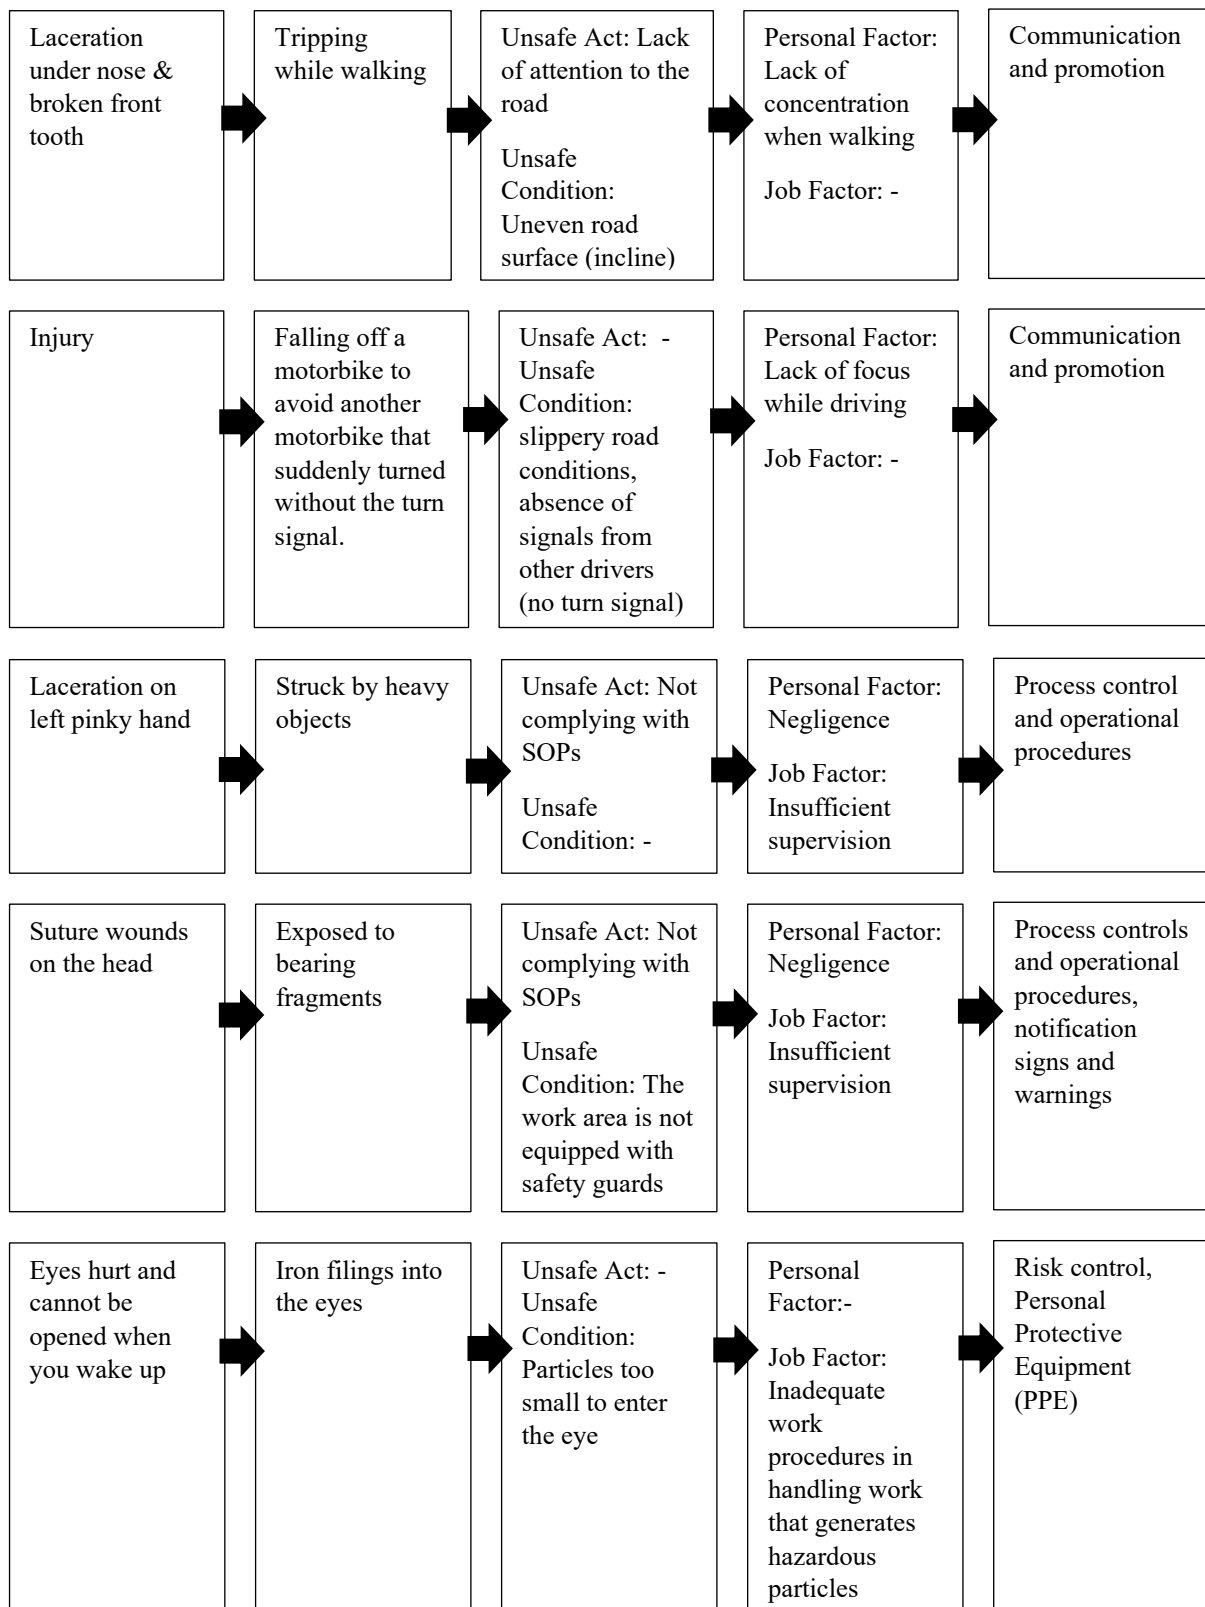 Laceration
under nose &
broken front
tooth
Tripping
while walking
Unsafe Act: Lack
of attention to the
road
Unsafe
Condition:
Uneven road
surface (incline)
Personal Factor:
Lack of
concentration
when walking
Job Factor: -
Communication
and promotion
Injury
Falling off a
motorbike to
avoid another
motorbike that
suddenly turned
without the turn
signal.
Unsafe Act:  -
Unsafe
Condition:
slippery road
conditions,
absence of
signals from
other drivers
(no turn signal)
Personal Factor:
Lack of focus
while driving
Job Factor: -
Communication
and promotion
Laceration on
left pinky hand
Struck by heavy
objects
Unsafe Act: Not
complying with
SOPs
Unsafe
Condition: -
Personal Factor:
Negligence
Job Factor:
Insufficient
supervision
Process control
and operational
procedures
Suture wounds
on the head
Exposed to
bearing
fragments
Unsafe Act: Not
complying with
SOPs
Unsafe
Condition: The
work area is not
equipped with
safety guards
Personal Factor:
Negligence
Job Factor:
Insufficient
supervision
Process controls
and operational
procedures,
notification
signs and
warnings
Eyes hurt and
cannot be
opened when
you wake up
Iron filings into
the eyes
Unsafe Act: -
Unsafe
Condition:
Particles too
small to enter
the eye
Personal
Factor:-
Job Factor:
Inadequate
work
procedures in
handling work
that generates
hazardous
particles
Risk control,
Personal
Protective
Equipment
(PPE)